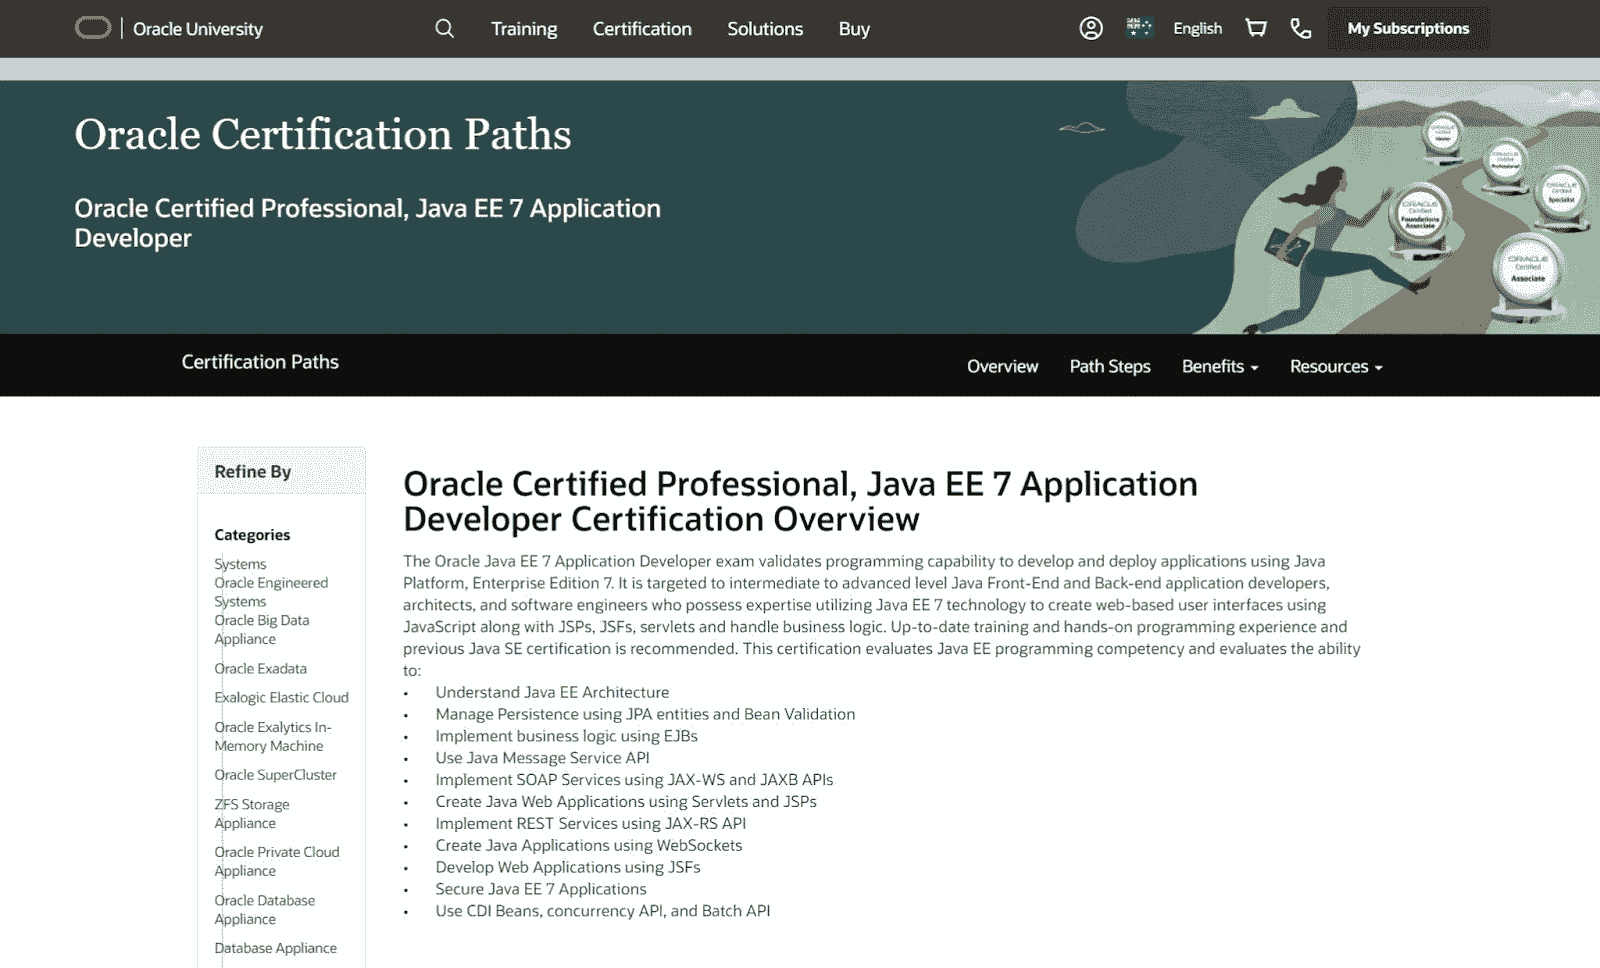 Oracle University
Training
Certification
Solutions
Buy
English
My Subscriptions
Oracle Certification Paths
Oracle Certified Professional, Java EE 7 Application
Developer
ORACLE
Certified
Master
ORACLE
Certified
Professional
ORACLE
Certified
Specialist
ORACLE
Certified
Foundations
Associate
ORACLE
Certified
Associate
Certification Paths
Overview
Path Steps
Benefits
Resources
Refine By
Categories
Systems
Oracle Engineered
Systems
Oracle Big Data
Appliance
Oracle Exadata
Exalogic Elastic Cloud
Oracle Exalytics In-
Memory Machine
Oracle SuperCluster
ZFS Storage
Appliance
Oracle Private Cloud
Appliance
Oracle Database
Appliance
Database Appliance
Oracle Certified Professional, Java EE 7 Application
Developer Certification Overview
The Oracle Java EE 7 Application Developer exam validates programming capability to develop and deploy applications using Java
Platform, Enterprise Edition 7. It is targeted to intermediate to advanced level Java Front-End and Back-end application developers,
architects, and software engineers who possess expertise utilizing Java EE 7 technology to create web-based user interfaces using
JavaScript along with JSPs, JSFs, servlets and handle business logic. Up-to-date training and hands-on programming experience and
previous Java SE certification is recommended. This certification evaluates Java EE programming competency and evaluates the ability
to:
• Understand Java EE Architecture
• Manage Persistence using JPA entities and Bean Validation
• Implement business logic using EJBs
• Use Java Message Service API
• Implement SOAP Services using JAX-WS and JAXB APIs
• Create Java Web Applications using Servlets and JSPs
• Implement REST Services using JAX-RS API
• Create Java Applications using WebSockets
• Develop Web Applications using JSFs
• Secure Java EE 7 Applications
• Use CDI Beans, concurrency API, and Batch API